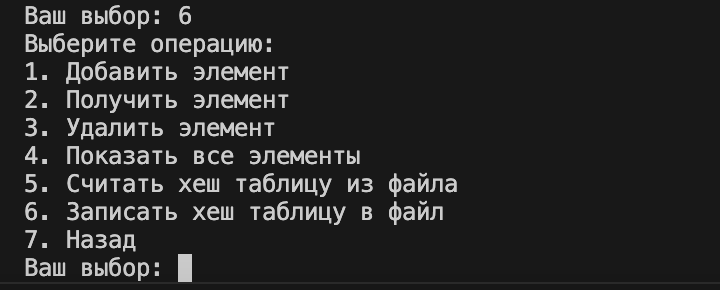 Ваш выбор: 6
Выберите операцию:
1. Добавить элемент
2. Получить элемент
3. Удалить элемент
4. Показать все элементы
5. Считать хеш таблицу из файла
6. Записать хеш таблицу в файл
7. Назад
Ваш выбор: